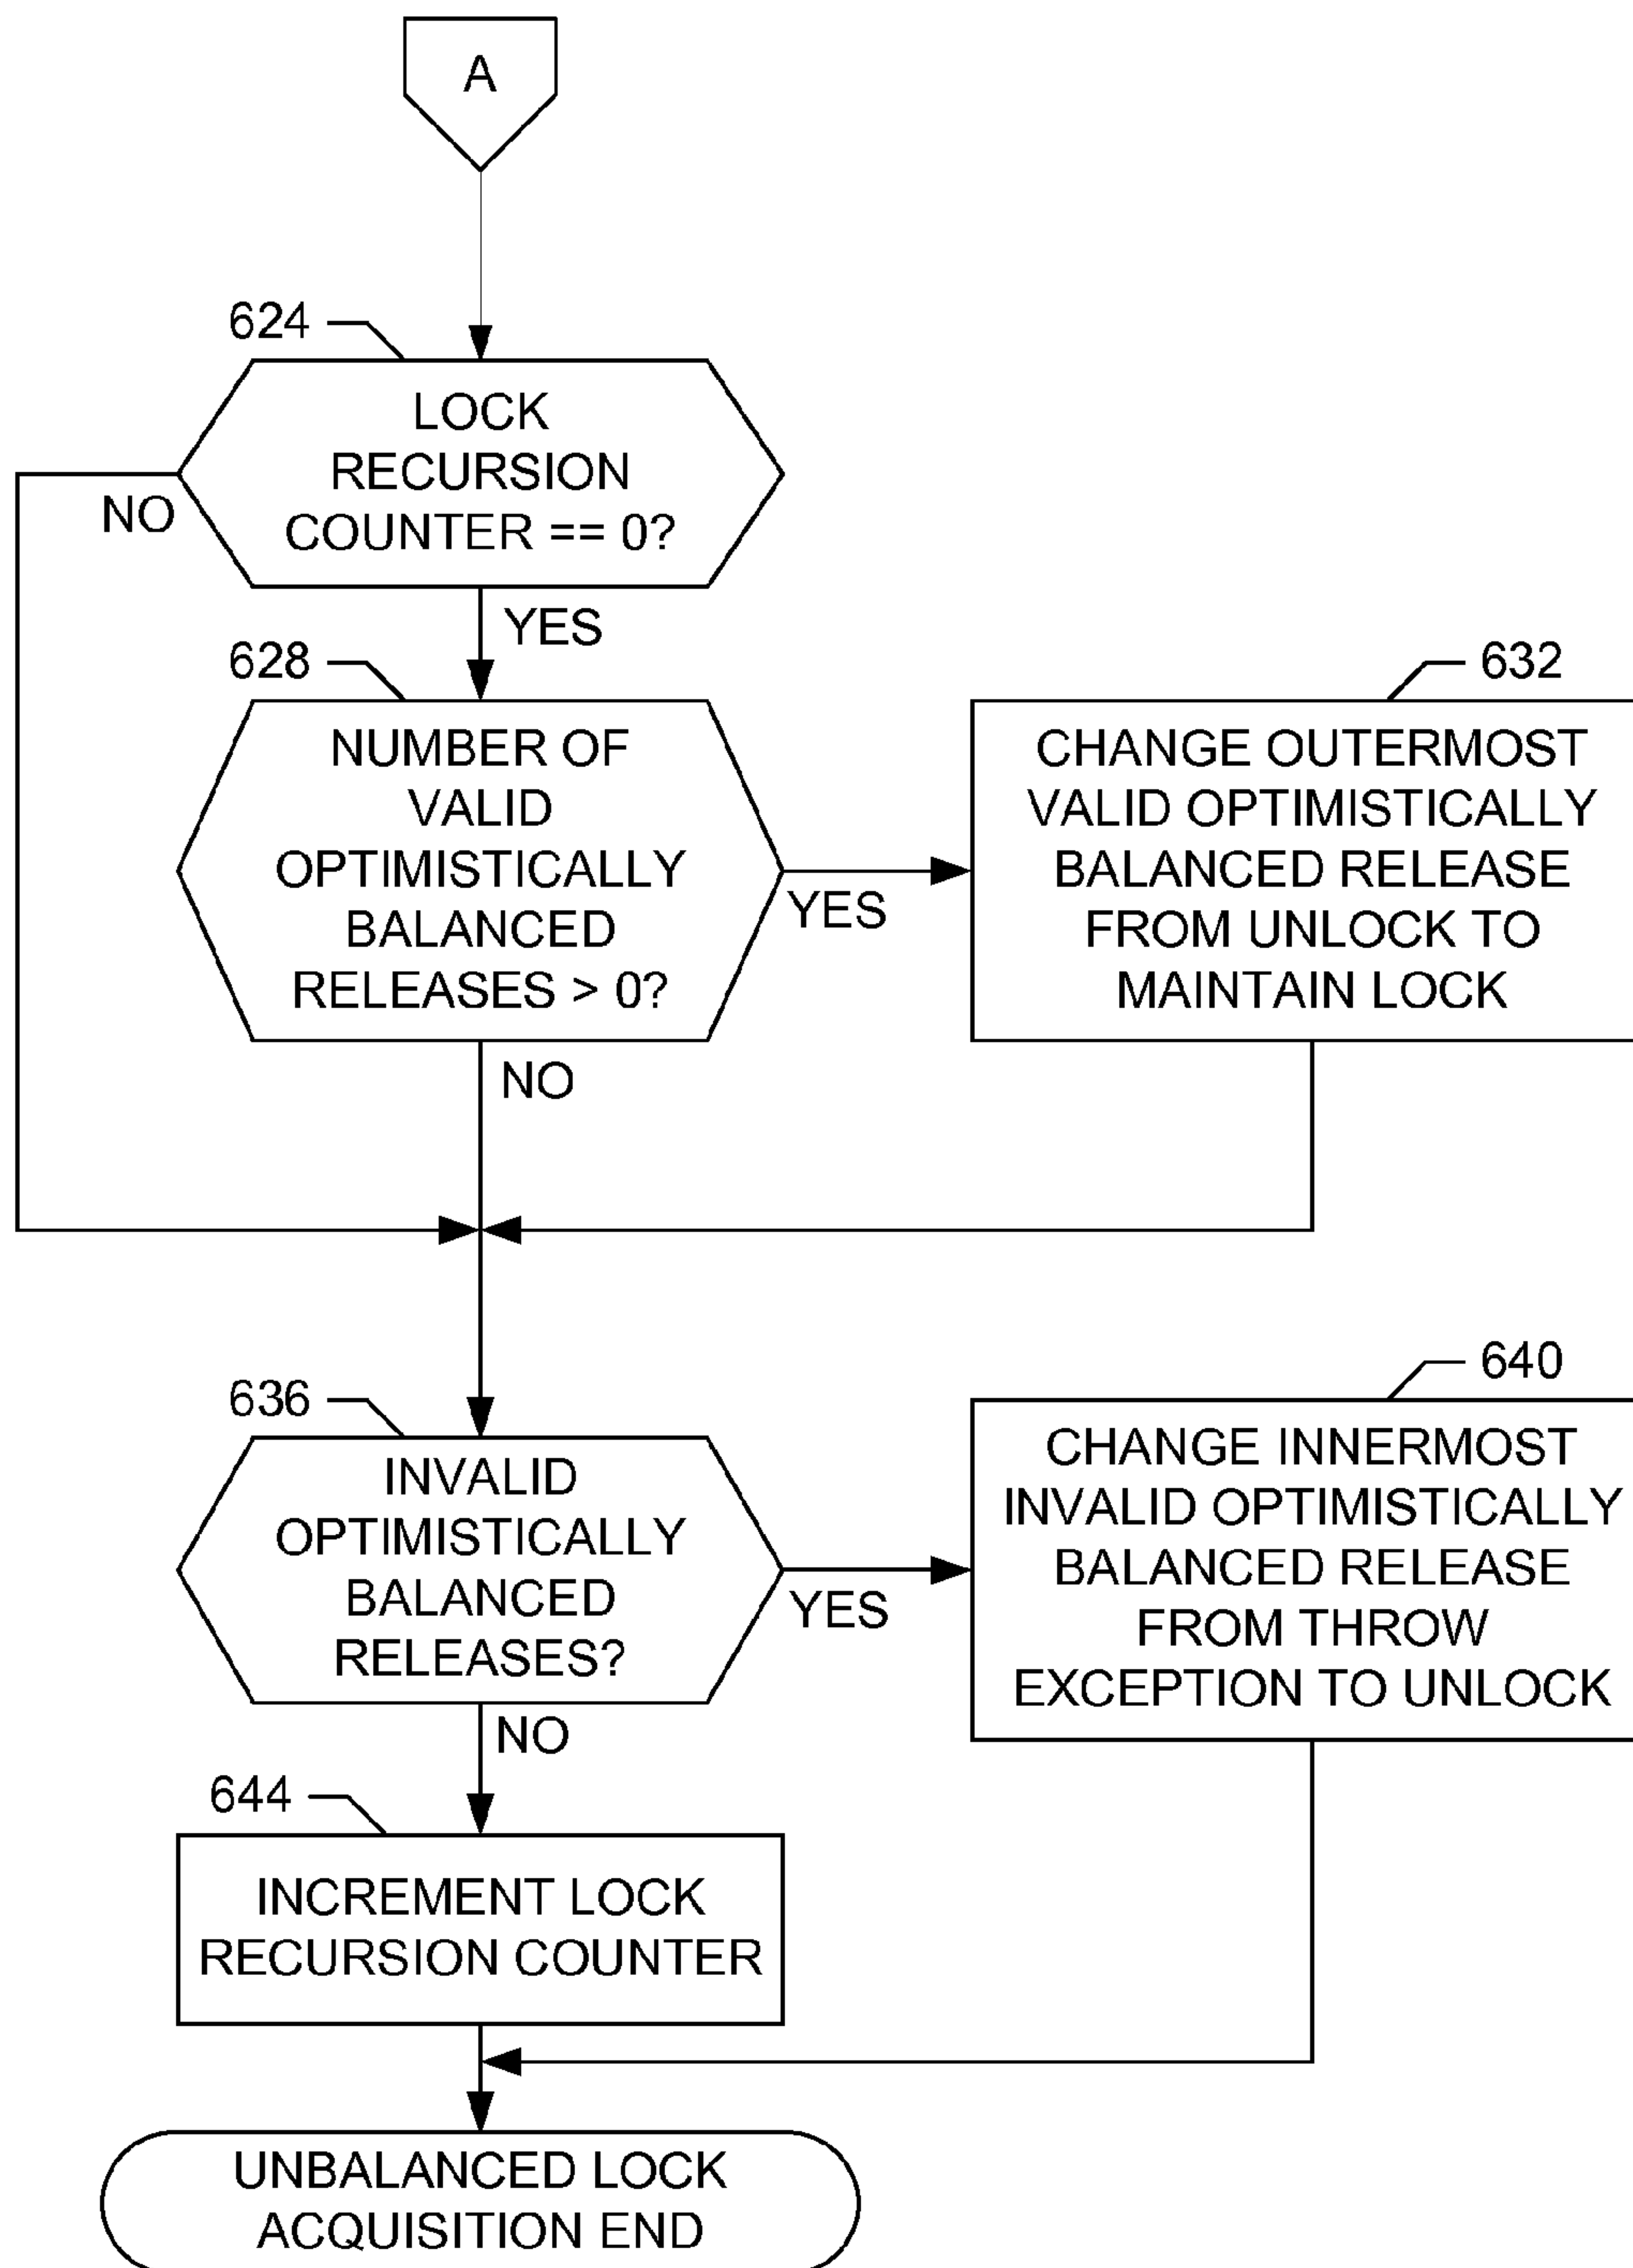 A
624
LOCK
RECURSION
COUNTER == 0?
NO
YES
628
NUMBER OF
VALID
OPTIMISTICALLY
BALANCED
RELEASES > 0?
YES
NO
632
CHANGE OUTERMOST
VALID OPTIMISTICALLY
BALANCED RELEASE
FROM UNLOCK TO
MAINTAIN LOCK
636
INVALID
OPTIMISTICALLY
BALANCED
RELEASES?
YES
NO
640
CHANGE INNERMOST
INVALID OPTIMISTICALLY
BALANCED RELEASE
FROM THROW
EXCEPTION TO UNLOCK
644
INCREMENT LOCK
RECURSION COUNTER
UNBALANCED LOCK
ACQUISITION END